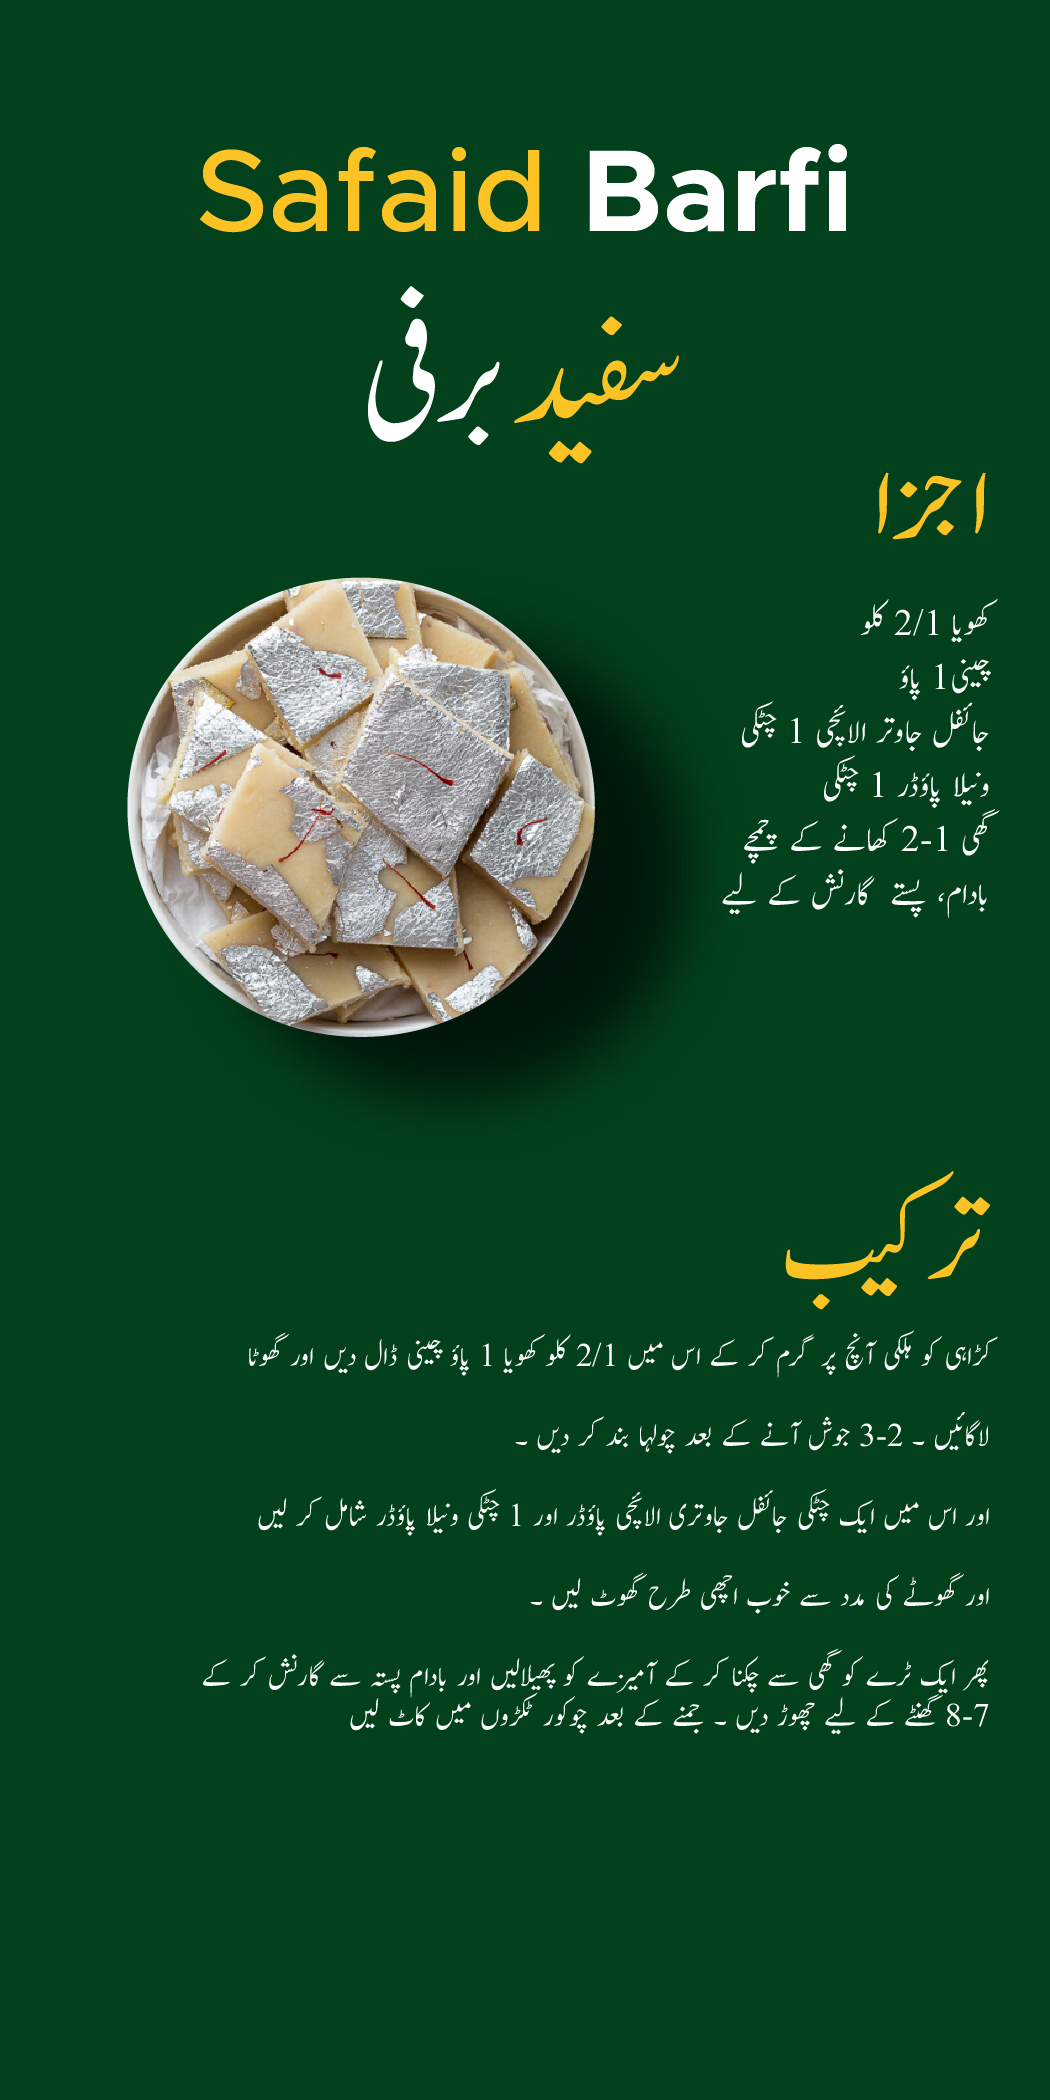 Safaid Barfi
سفید برفی
اجزا
کھویا 2/1 کلو
چینی1 پاؤ
جائفل جاوتر الائچی 1 چٹکی
ونیلا پاؤڈر 1 چٹکی
گھی 1-2 کھانے کے چمچے
بادام، پستے گارنش کے لیے
ترکیب
کڑاہی کو ہلکی آنچ پر گرم کر کے اس میں 2/1 کلو کھویا 1 پاؤ چینی ڈال دیں اور گھوٹا
لاگائیں ۔ 2-3 جوش آنے کے بعد چولہا بند کر دیں ۔
اور اس میں ایک چٹکی جائفل جاوتری الائچی پاؤڈر اور 1 چٹکی ونیلا پاؤڈر شامل کر لیں
اور گھوٹے کی مدد سے خوب اچھی طرح گھوٹ لیں ۔
پھر ایک ٹرے کو گھی سے چکنا کر کے آمیزے کو پھیلالیں اور بادام پستہ سے گارنش کر کے
7-8 گھنٹے کے لیے چھوڑ دیں ۔ جمنے کے بعد چوکور ٹکڑوں میں کاٹ لیں